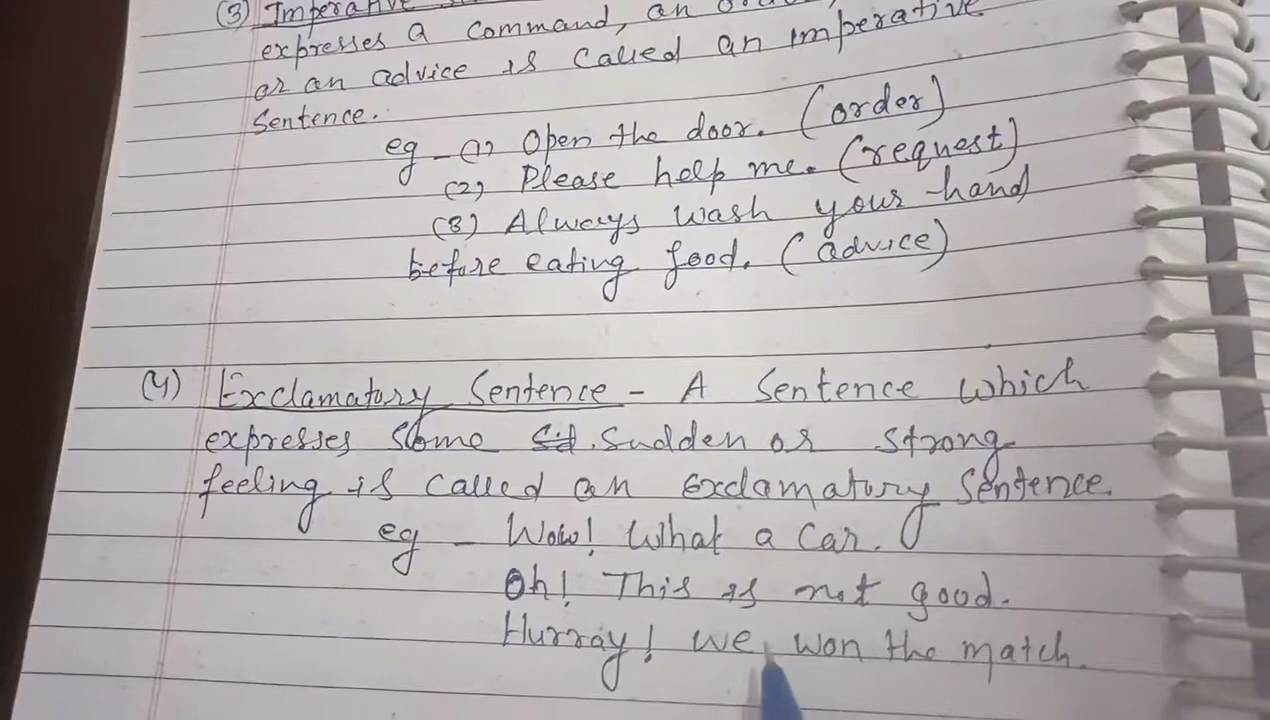 (3) Imperative
expresses a command, an
or an advice is called an imperative
Sentence.
eg - (1) Open the door. (order)
(2) Please help me. (request)
(3) Always wash your hand
before eating food. (advice)
(4) Exclamatory Sentence - A Sentence which
expresses some sudden or strong
feeling is called an exclamatory Sentence.
eg - Wow! What a car.
Oh! This is not good.
Hurray! We won the match.